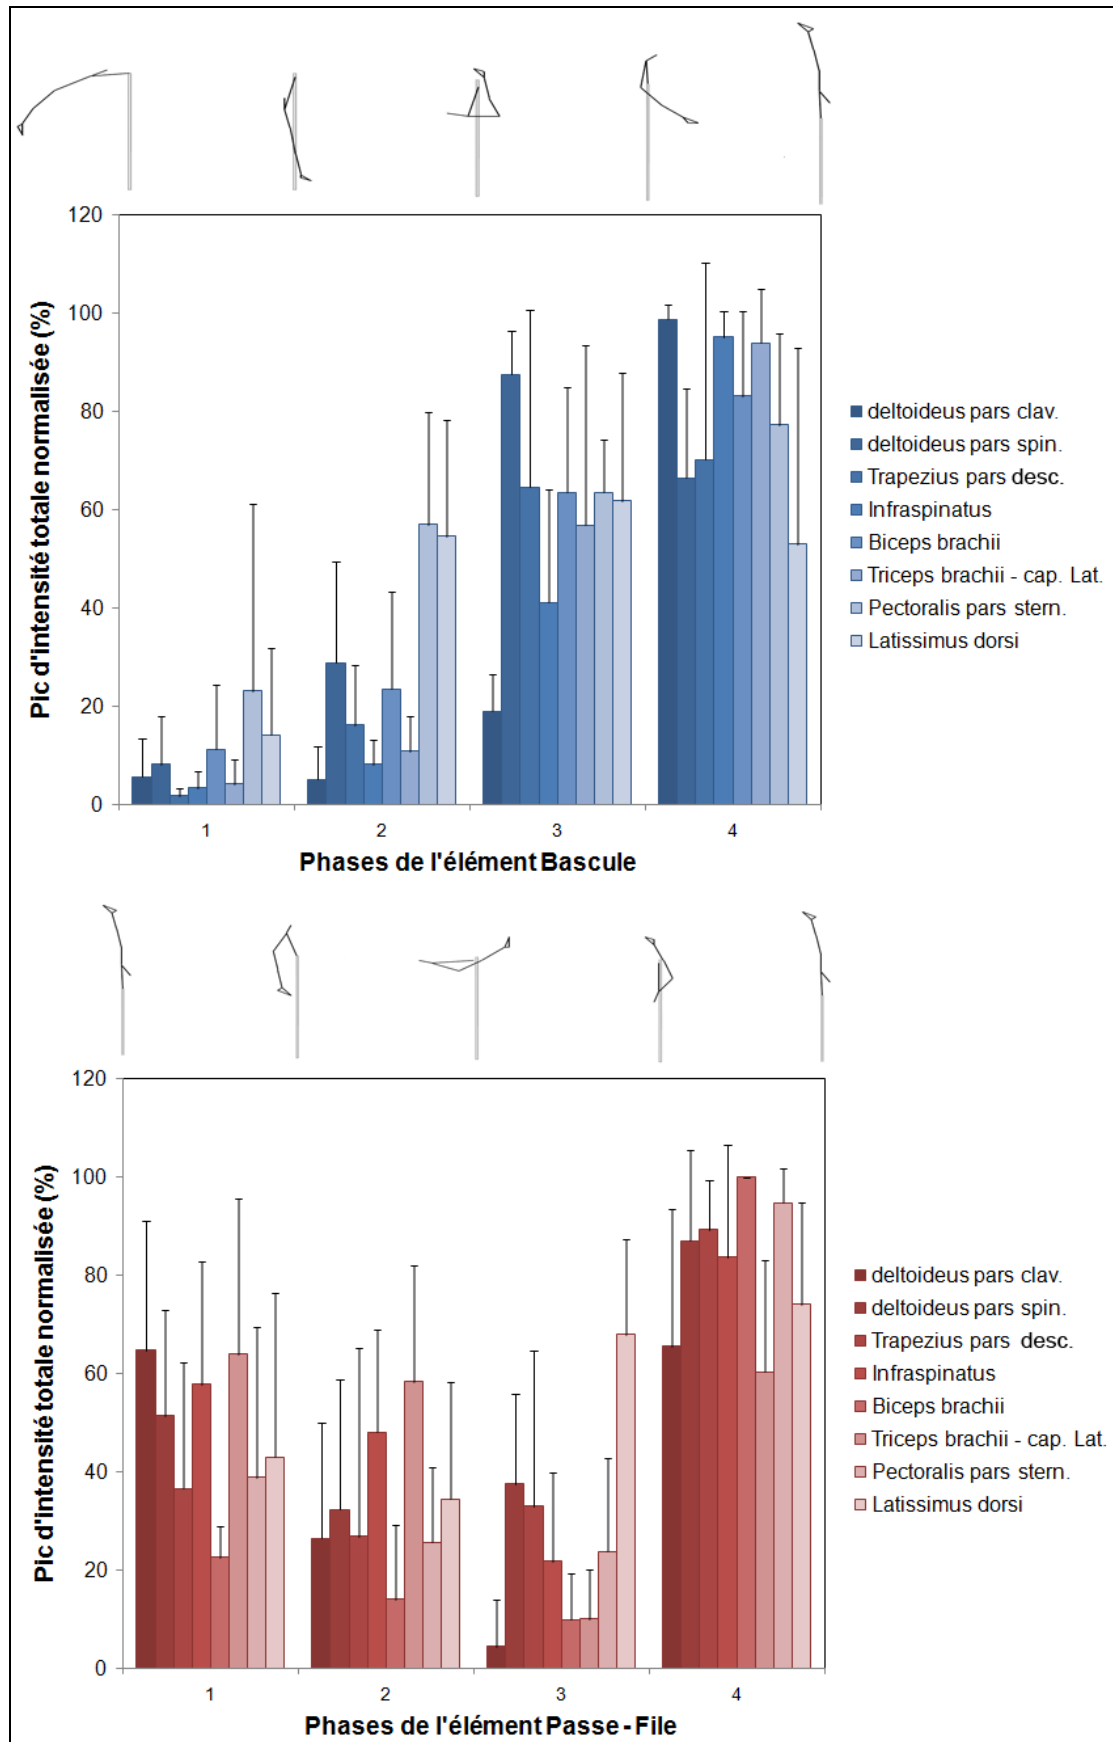 120
100
80
60
40
20
0
Pic d'intensité totale normalisée (%)
1 2 3 4
Phases de l'élément Bascule
deltoideus pars clav.
deltoideus pars spin.
Trapezius pars desc.
Infraspinatus
Biceps brachii
Triceps brachii - cap. Lat.
Pectoralis pars stern.
Latissimus dorsi
120
100
80
60
40
20
0
Pic d'intensité totale normalisée (%)
1 2 3 4
Phases de l'élément Passe - File
deltoideus pars clav.
deltoideus pars spin.
Trapezius pars desc.
Infraspinatus
Biceps brachii
Triceps brachii - cap. Lat.
Pectoralis pars stern.
Latissimus dorsi